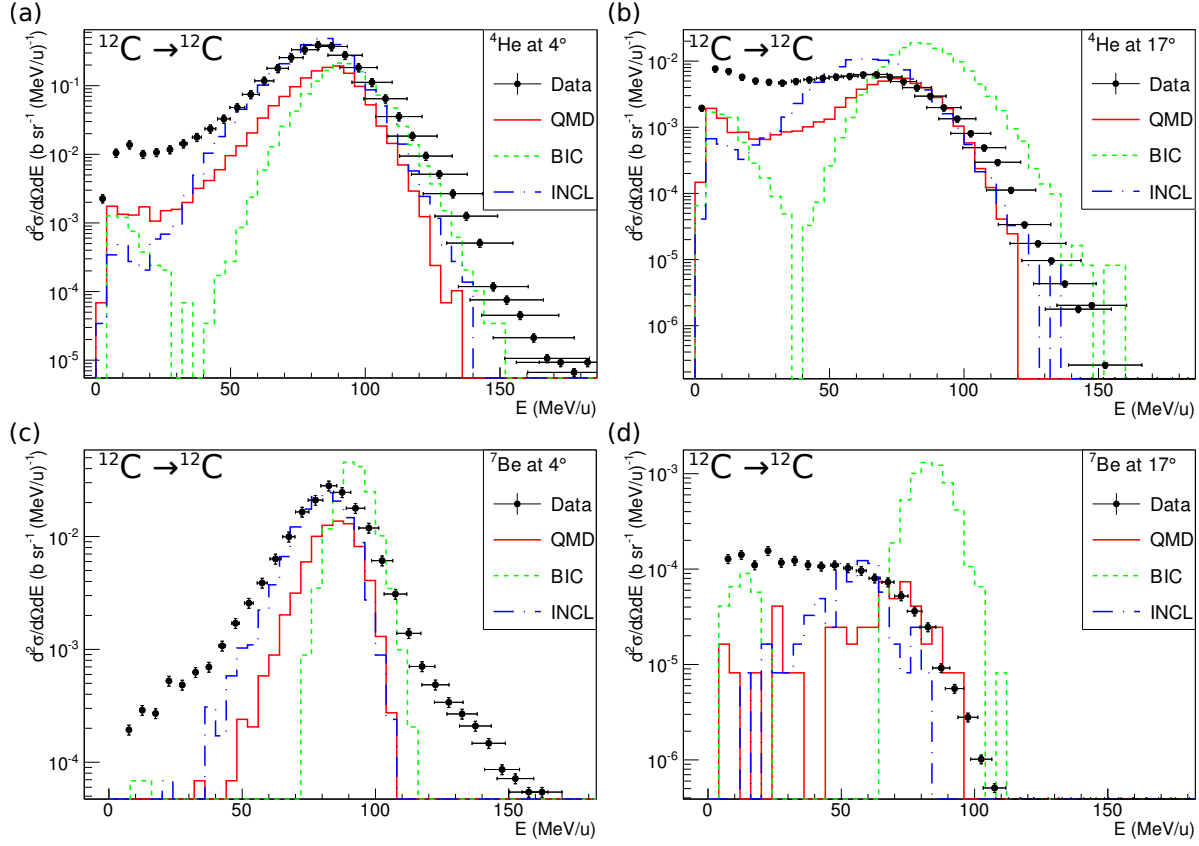 (a)
¹²C →¹²C
⁴He at 4°
Data
QMD
BIC
INCL
d²σ/dΩdE (b sr⁻¹ (MeV/u)⁻¹)
10⁻¹
10⁻²
10⁻³
10⁻⁴
10⁻⁵
0 50 100 150
E (MeV/u)
(b)
¹²C →¹²C
⁴He at 17°
Data
QMD
BIC
INCL
d²σ/dΩdE (b sr⁻¹ (MeV/u)⁻¹)
10⁻²
10⁻³
10⁻⁴
10⁻⁵
10⁻⁶
0 50 100 150
E (MeV/u)
(c)
¹²C →¹²C
⁷Be at 4°
Data
QMD
BIC
INCL
d²σ/dΩdE (b sr⁻¹ (MeV/u)⁻¹)
10⁻²
10⁻³
10⁻⁴
0 50 100 150
E (MeV/u)
(d)
¹²C →¹²C
⁷Be at 17°
Data
QMD
BIC
INCL
d²σ/dΩdE (b sr⁻¹ (MeV/u)⁻¹)
10⁻³
10⁻⁴
10⁻⁵
10⁻⁶
0 50 100 150
E (MeV/u)